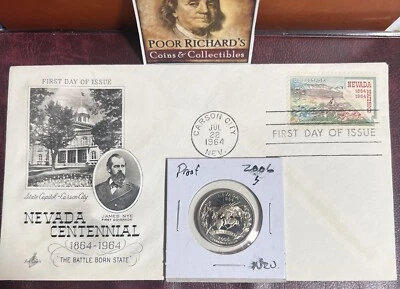 POOR RICHARD'S
Coins & Collectibles
FIRST DAY OF ISSUE
State Capitol - Carson City
JAMES NYE
FIRST GOVERNOR
NEVADA
CENTENNIAL
(1864-1964)
"THE BATTLE BORN STATE"
CARSON CITY
JUL
22
1964
NEV.
NEVADA
1864
1964
FIRST DAY OF ISSUE
Proof
2006
S